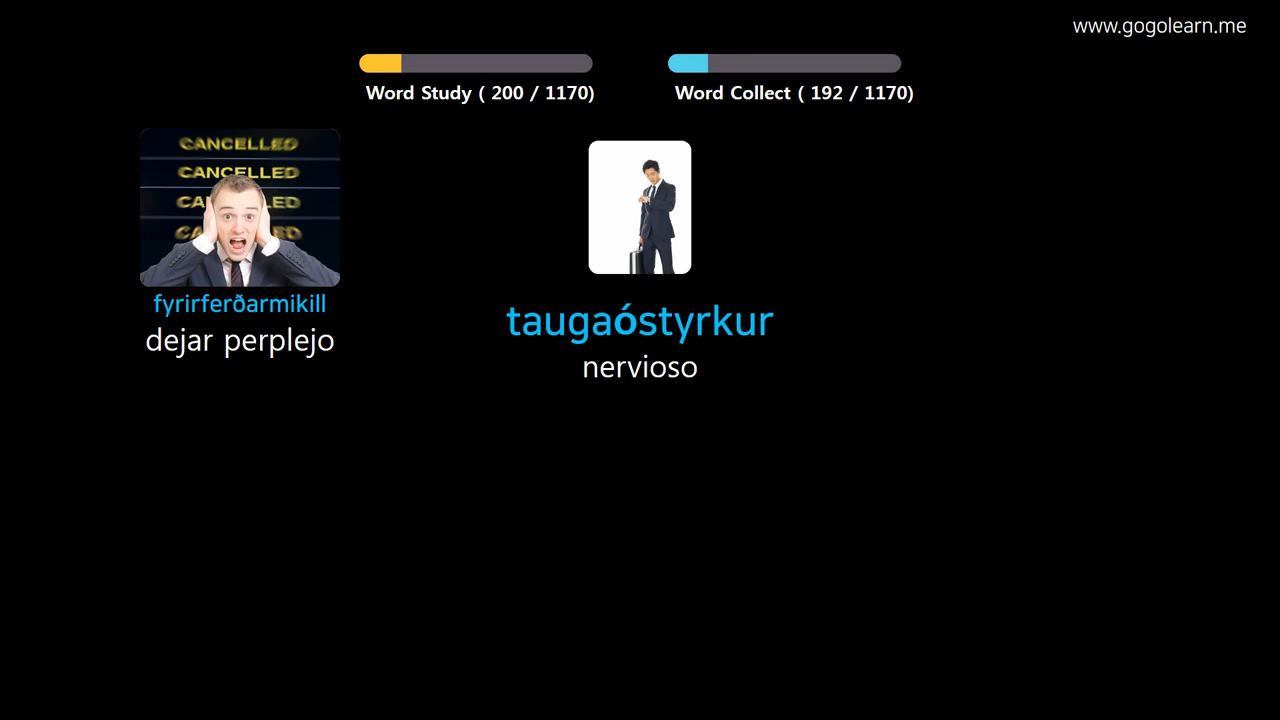 www.gogolearn.me
Word Study ( 200 / 1170)
Word Collect ( 192 / 1170)
CANCELLED
CANCELLED
fyrirferðarmikill
dejar perplejo
taugaóstyrkur
nervioso